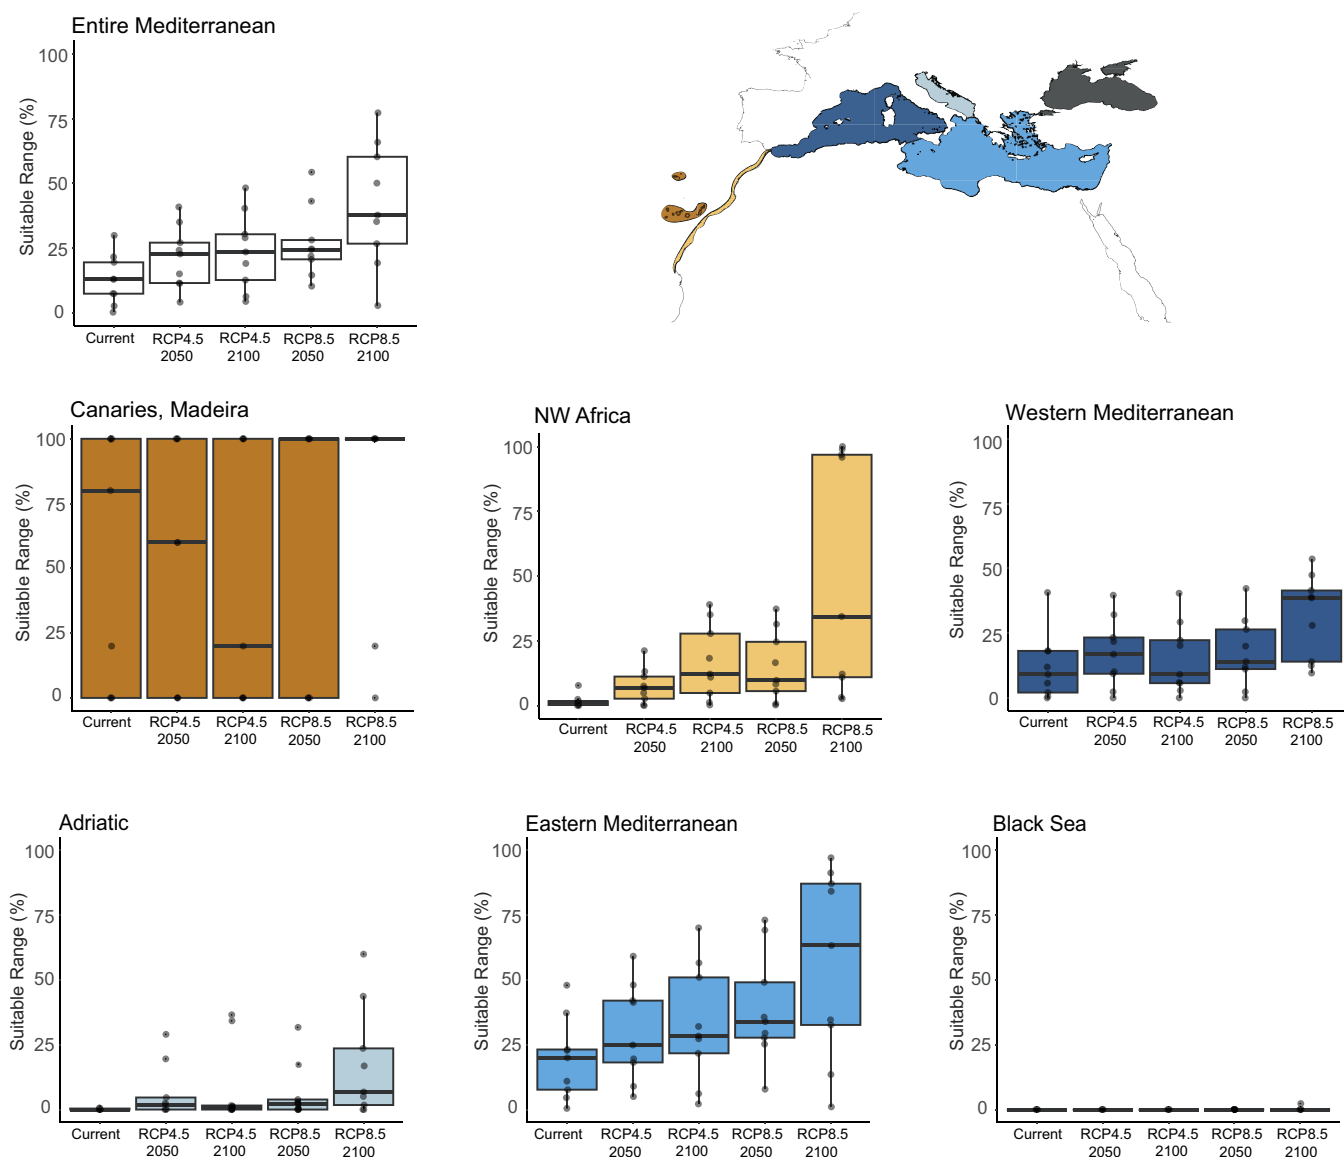 Entire Mediterranean
Suitable Range (%)
100
75
50
25
0
Current
RCP4.5
2050
RCP4.5
2100
RCP8.5
2050
RCP8.5
2100
Canaries, Madeira
Suitable Range (%)
100
75
50
25
0
Current
RCP4.5
2050
RCP4.5
2100
RCP8.5
2050
RCP8.5
2100
NW Africa
Suitable Range (%)
100
75
50
25
0
Current
RCP4.5
2050
RCP4.5
2100
RCP8.5
2050
RCP8.5
2100
Western Mediterranean
Suitable Range (%)
100
75
50
25
0
Current
RCP4.5
2050
RCP4.5
2100
RCP8.5
2050
RCP8.5
2100
Adriatic
Suitable Range (%)
100
75
50
25
0
Current
RCP4.5
2050
RCP4.5
2100
RCP8.5
2050
RCP8.5
2100
Eastern Mediterranean
Suitable Range (%)
100
75
50
25
0
Current
RCP4.5
2050
RCP4.5
2100
RCP8.5
2050
RCP8.5
2100
Black Sea
Suitable Range (%)
100
75
50
25
0
Current
RCP4.5
2050
RCP4.5
2100
RCP8.5
2050
RCP8.5
2100